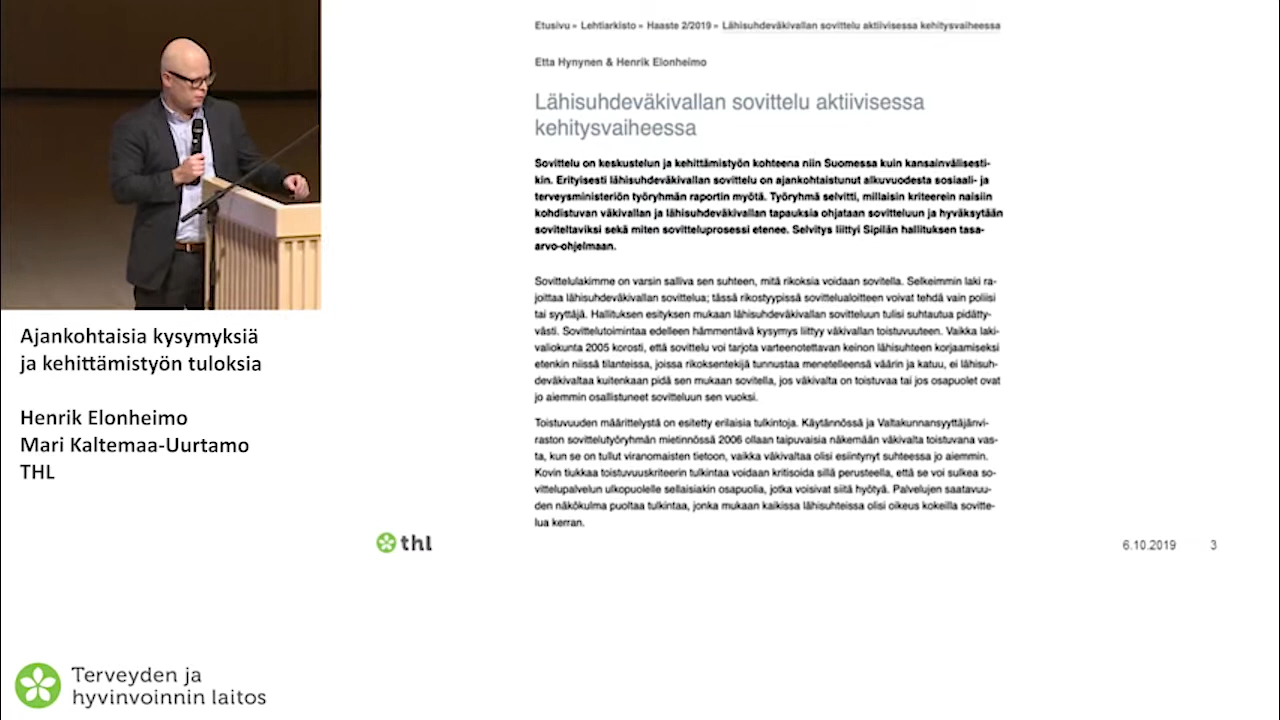 Etusivu » Lehtiarkisto » Haaste 2/2019 » Lähisuhdeväkivallan sovittelu aktiivisessa kehitysvaiheessa
Etta Hynynen & Henrik Elonheimo
Lähisuhdeväkivallan sovittelu aktiivisessa
kehitysvaiheessa
Sovittelu on keskustelun ja kehittämistyön kohteena niin Suomessa kuin kansainvälisesti-
kin. Erityisesti lähisuhdeväkivallan sovittelu on ajankohtaistunut alkuvuodesta sosiaali- ja
terveysministeriön työryhmän raportin myötä. Työryhmä selvitti, millaisin kriteerein naisiin
kohdistuvan väkivallan ja lähisuhdeväkivallan tapauksia ohjataan sovitteluun ja hyväksytään
soviteltaviksi sekä miten sovitteluprosessi etenee. Selvitys liittyi Sipilän hallituksen tasa-
arvo-ohjelmaan.
Sovittelulakimme on varsin salliva sen suhteen, mitä rikoksia voidaan sovitella. Selkeimmin laki ra-
joittaa lähisuhdeväkivallan sovittelua; tässä rikostyypissä sovittelualoitteen voivat tehdä vain poliisi
tai syyttäjä. Hallituksen esityksen mukaan lähisuhdeväkivallan sovitteluun tulisi suhtautua pidätty-
västi. Sovittelutoimintaa edelleen hämmentävä kysymys liittyy väkivallan toistuvuuteen. Vaikka laki-
valiokunta 2005 korosti, että sovittelu voi tarjota varteenotettavan keinon lähisuhteen korjaamiseksi
etenkin niissä tilanteissa, joissa rikoksentekijä tunnustaa menetelleensä väärin ja katuu, ei lähisuh-
deväkivaltaa kuitenkaan pidä sen mukaan sovitella, jos väkivalta on toistuvaa tai jos osapuolet ovat
jo aiemmin osallistuneet sovitteluun sen vuoksi.
Toistuvuuden määrittelystä on esitetty erilaisia tulkintoja. Käytännössä ja Valtakunnansyyttäjänvi-
raston sovittelutyöryhmän mietinnössä 2006 ollaan taipuvaisia näkemään väkivalta toistuvana vas-
ta, kun se on tullut viranomaisten tietoon, vaikka väkivaltaa olisi esiintynyt suhteessa jo aiemmin.
Kovin tiukkaa toistuvuuskriteerin tulkintaa voidaan kritisoida sillä perusteella, että se voi sulkea so-
vittelupalvelun ulkopuolelle sellaisiakin osapuolia, jotka voisivat siitä hyötyä. Palvelujen saatavuu-
den näkökulma puoltaa tulkintaa, jonka mukaan kaikissa lähisuhteissa olisi oikeus kokeilla sovitte-
lua kerran.
thl
6.10.2019 3
Ajankohtaisia kysymyksiä
ja kehittämistyön tuloksia
Henrik Elonheimo
Mari Kaltemaa-Uurtamo
THL
Terveyden ja
hyvinvoinnin laitos